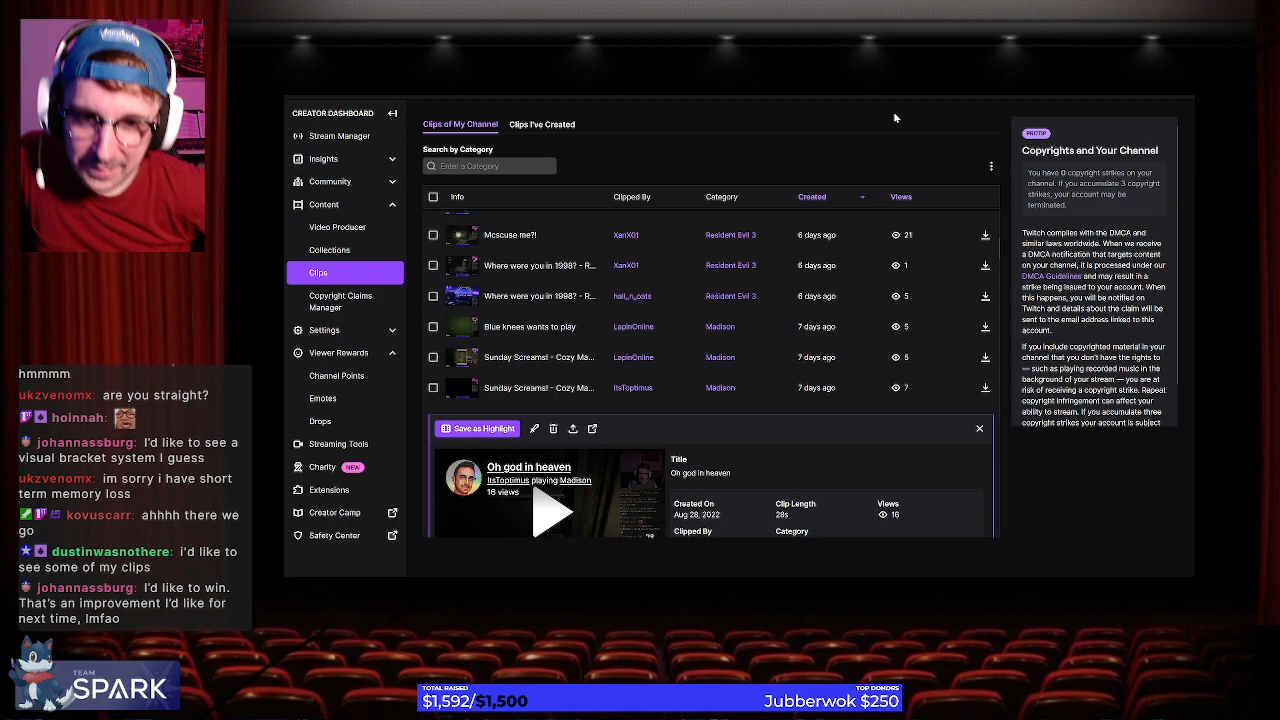 CREATOR DASHBOARD
Stream Manager
Insights
Community
Content
Video Producer
Collections
Clips
Copyright Claims
Manager
Settings
Viewer Rewards
Channel Points
Emotes
Drops
Streaming Tools
Charity NEW
Extensions
Creator Camp
Safety Center
Clips of My Channel Clips I've Created
Search by Category
Enter a Category
Info Clipped By Category Created Views
Mcscuse me?! XanX01 Resident Evil 3 6 days ago 21
Where were you in 1998? - R... XanX01 Resident Evil 3 6 days ago 1
Where were you in 1998? - R... hail_n_oats Resident Evil 3 6 days ago 5
Blue knees wants to play LapinOnline Madison 7 days ago 5
Sunday Screams! - Cozy Ma... LapinOnline Madison 7 days ago 5
Sunday Screams! - Cozy Ma... ItsToptimus Madison 7 days ago 7
Save as Highlight
Oh god in heaven
ItsToptimus playing Madison
16 views
28
Title
Oh god in heaven
Created On Clip Length Views
Aug 28, 2022 28s 16
Clipped By Category
PROTIP
Copyrights and Your Channel
You have 0 copyright strikes on your
channel. If you accumulate 3 copyright
strikes, your account may be
terminated.
Twitch complies with the DMCA and
similar laws worldwide. When we receive
a DMCA notification that targets content
on your channel, it is processed under our
DMCA Guidelines and may result in a
strike being issued to your account. When
this happens, you will be notified on
Twitch and details about the claim will be
sent to the email address linked to this
account.
If you include copyrighted material in your
channel that you don't have the rights to
— such as playing recorded music in the
background of your stream — you are at
risk of receiving a copyright strike. Repeat
copyright infringement can affect your
ability to stream. If you accumulate three
copyright strikes, your account is subject
hmmmm
ukzvenomx: are you straight?
hoinnah:
johannassburg: I'd like to see a
visual bracket system I guess
ukzvenomx: im sorry i have short
term memory loss
kovuscarr: ahhhh there we
go
dustinwasnothere: i'd like to
see some of my clips
johannassburg: I'd like to win.
That's an improvement I'd like for
next time, lmfao
TEAM
SPARK
TOTAL RAISED
$1,592/$1,500
TOP DONORS
Jubberwok $250